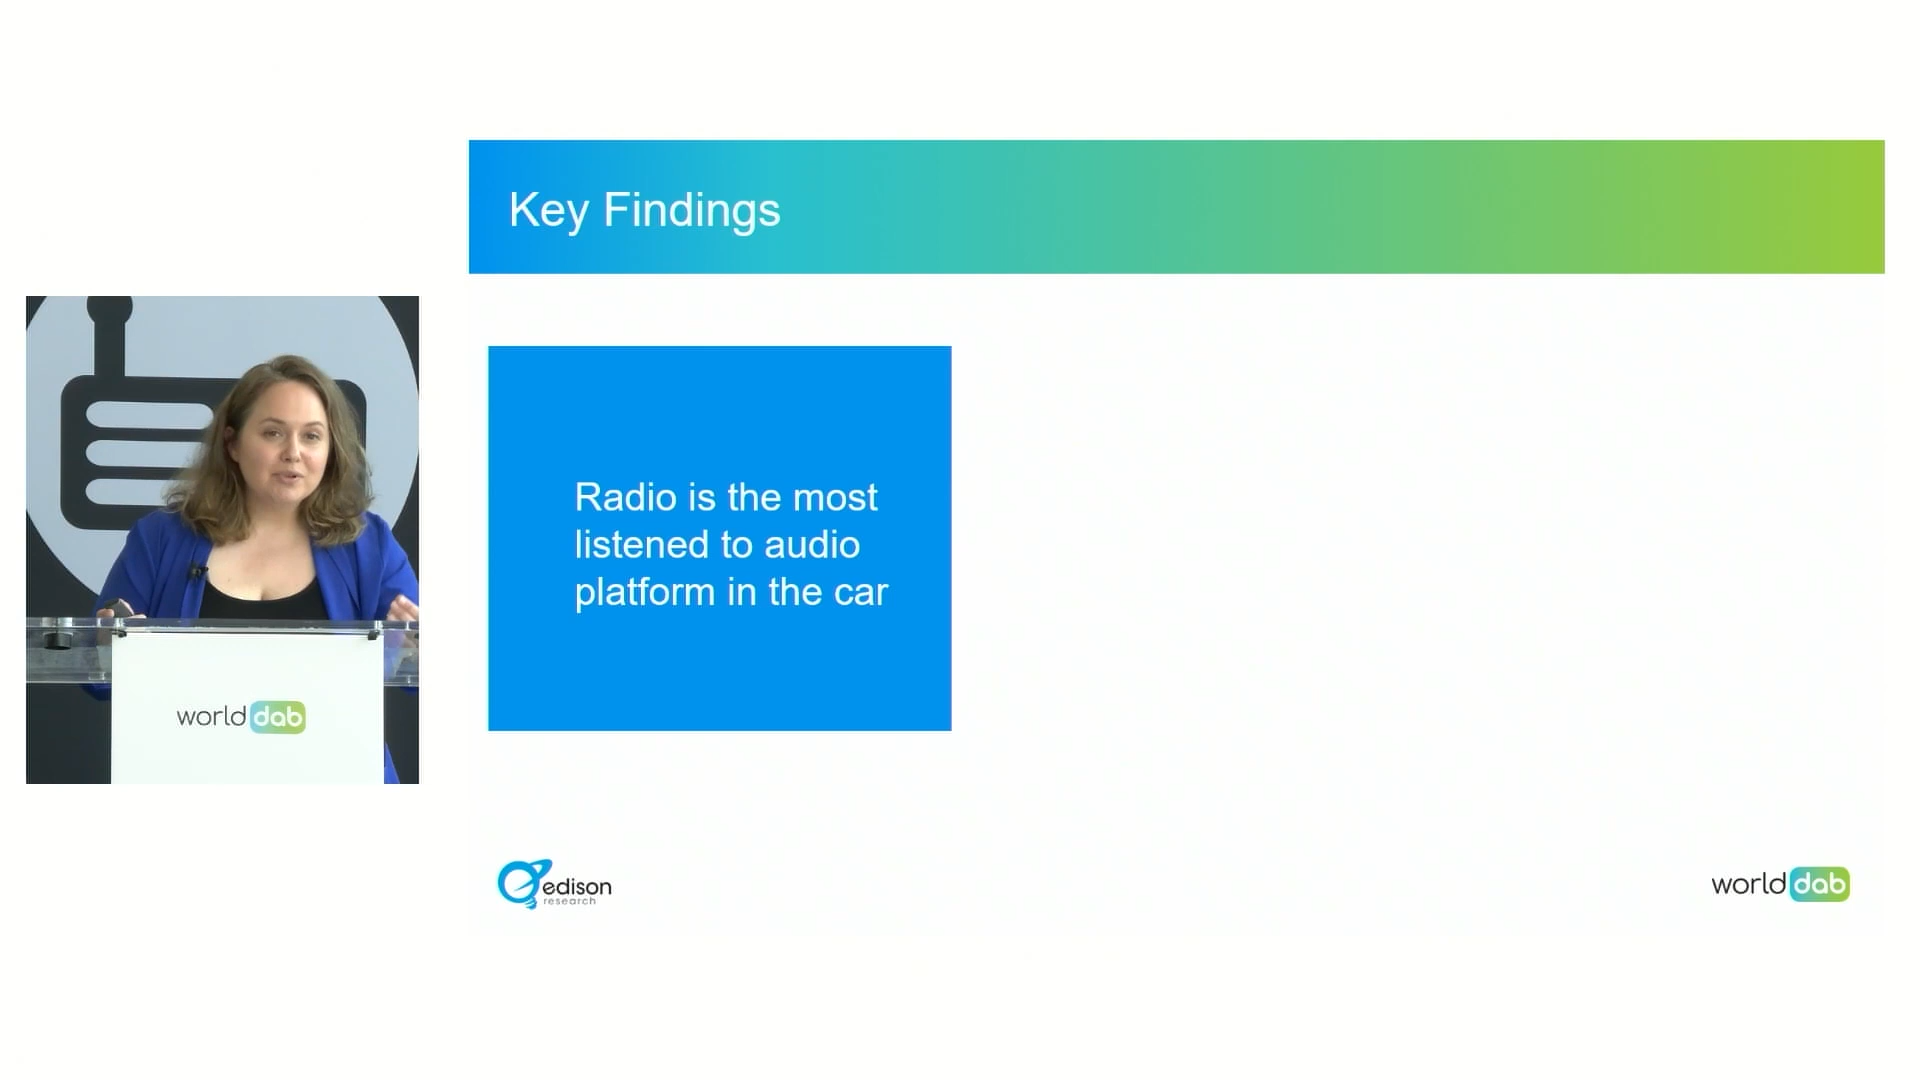 Key Findings
Radio is the most
listened to audio
platform in the car
world dab
edison
research
world dab